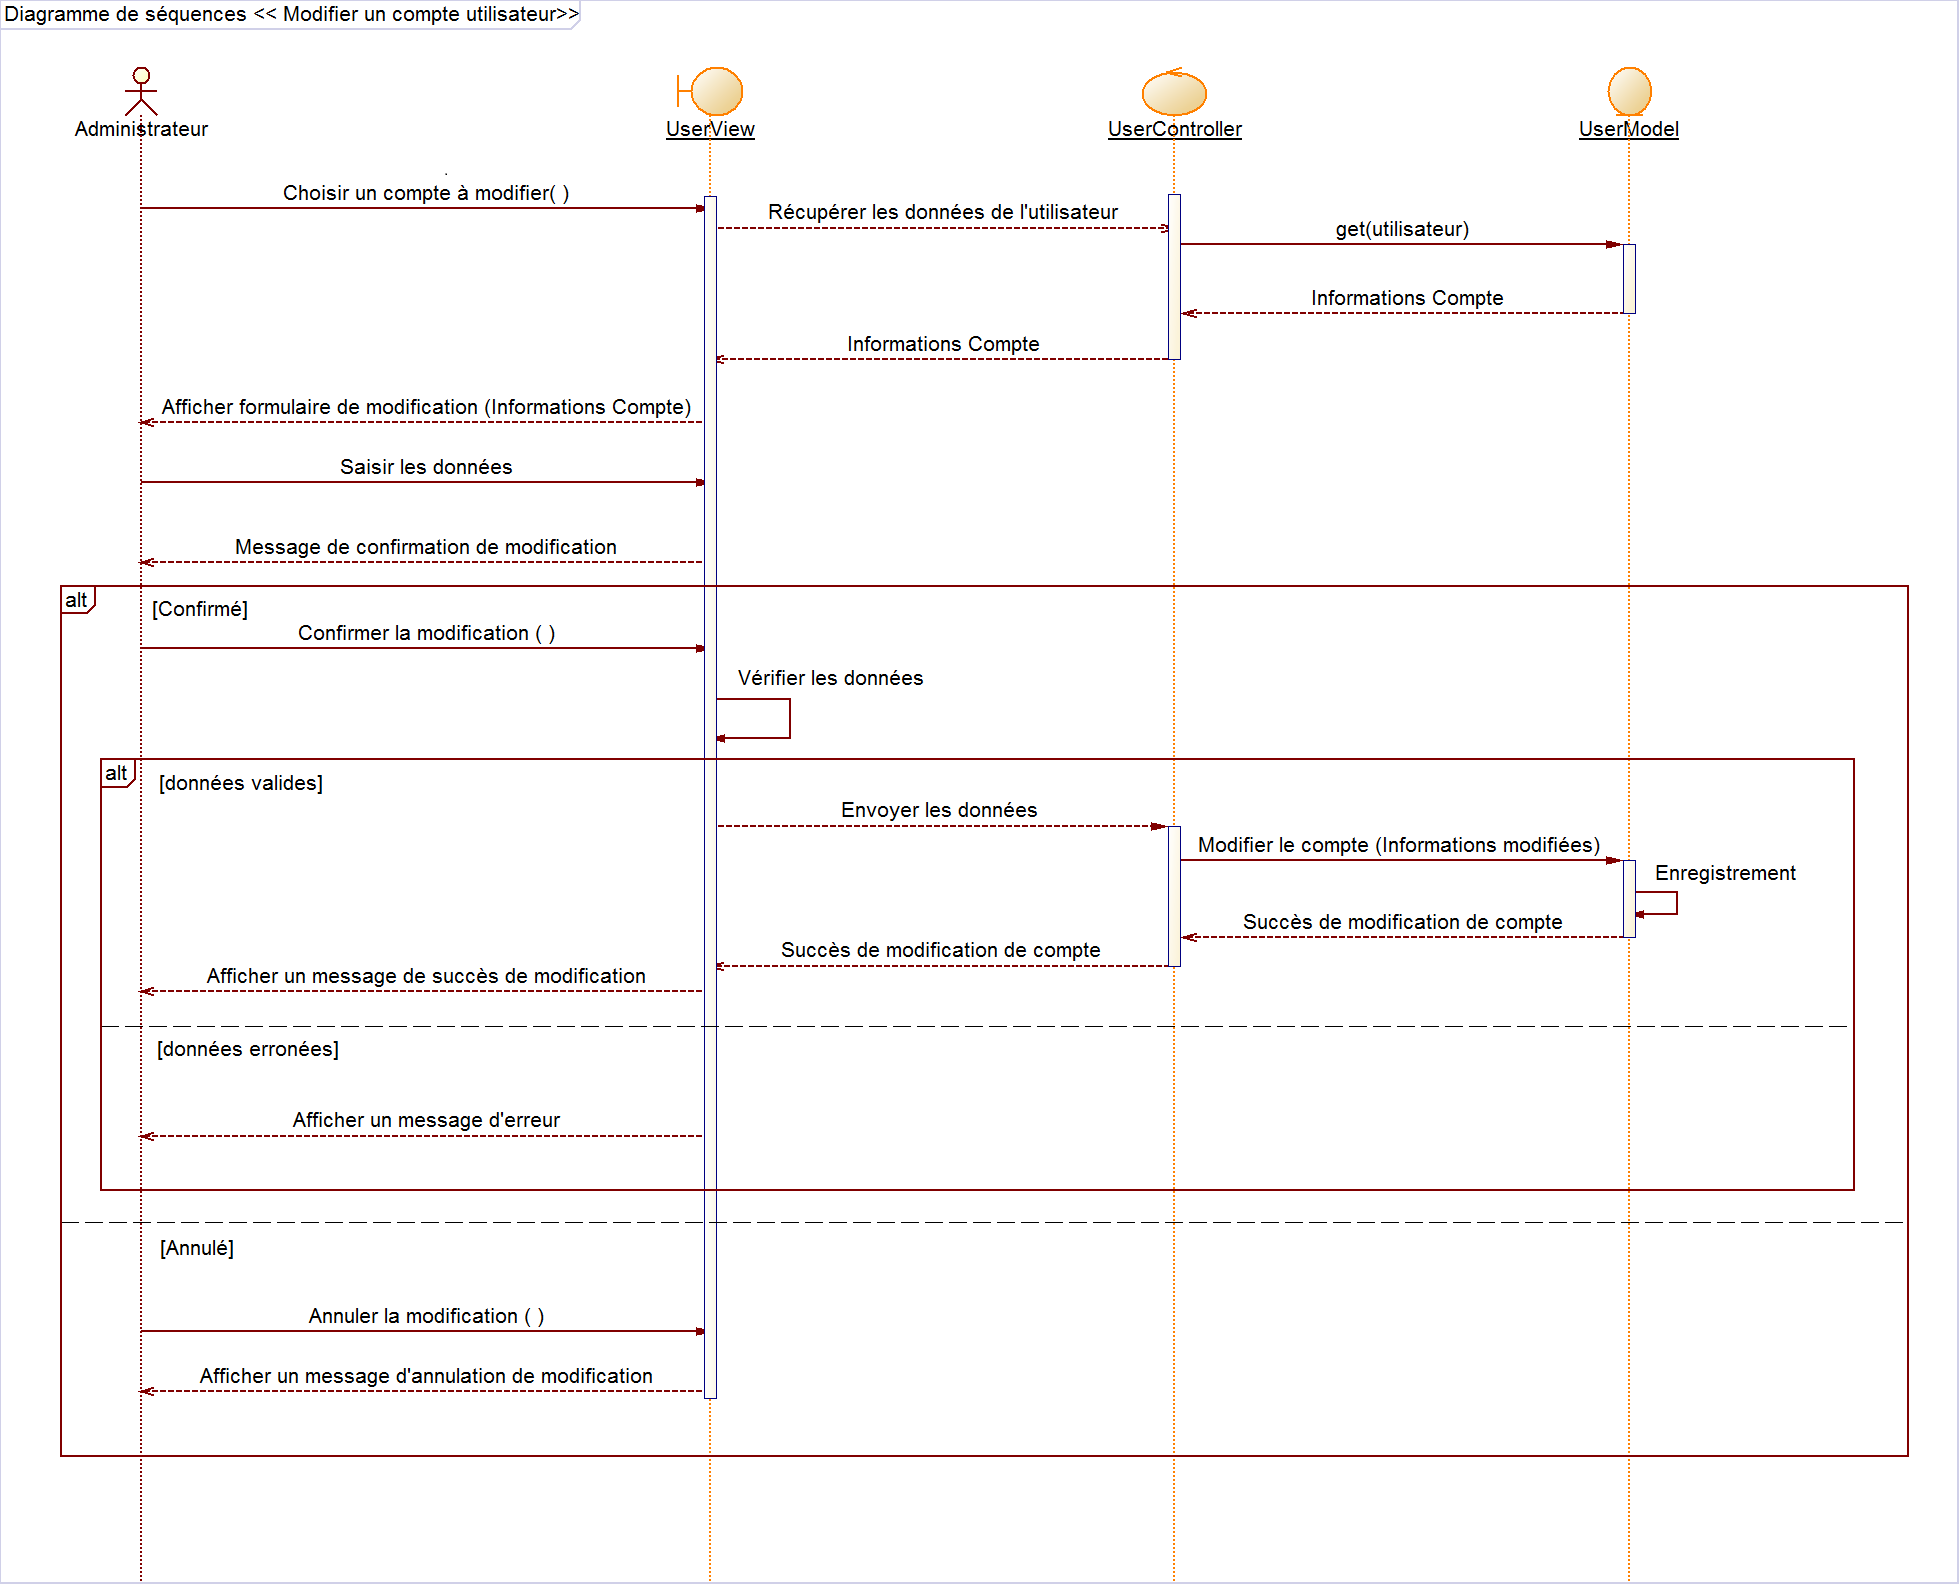 Diagramme de séquences << Modifier un compte utilisateur>>
Administrateur
UserView
UserController
UserModel
Choisir un compte à modifier( )
Récupérer les données de l'utilisateur
get(utilisateur)
Informations Compte
Informations Compte
Afficher formulaire de modification (Informations Compte)
Saisir les données
Message de confirmation de modification
alt
[Confirmé]
Confirmer la modification ( )
Vérifier les données
alt
[données valides]
Envoyer les données
Modifier le compte (Informations modifiées)
Enregistrement
Succès de modification de compte
Succès de modification de compte
Afficher un message de succès de modification
[données erronées]
Afficher un message d'erreur
[Annulé]
Annuler la modification ( )
Afficher un message d'annulation de modification